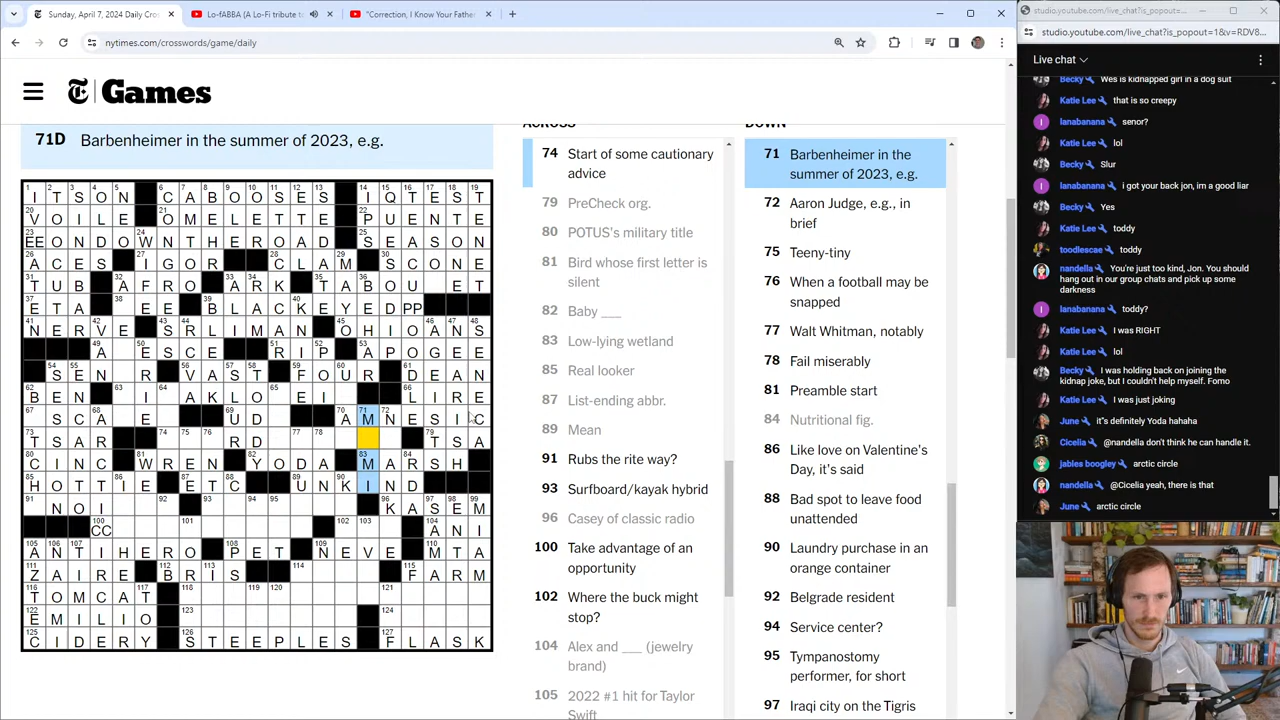 Sunday, April 7, 2024 Daily Cro
Lo-fABBA (A Lo-Fi tribute to
"Correction, I Know Your Father
nytimes.com/crosswords/game/daily
Games
71D Barbenheimer in the summer of 2023, e.g.
ACROSS
74 Start of some cautionary
advice
79 PreCheck org.
80 POTUS's military title
81 Bird whose first letter is
silent
82 Baby ___
83 Low-lying wetland
85 Real looker
87 List-ending abbr.
89 Mean
91 Rubs the rite way?
93 Surfboard/kayak hybrid
96 Casey of classic radio
100 Take advantage of an
opportunity
102 Where the buck might
stop?
104 Alex and ___ (jewelry
brand)
105 2022 #1 hit for Taylor
Swift
DOWN
71 Barbenheimer in the
summer of 2023, e.g.
72 Aaron Judge, e.g., in
brief
75 Teeny-tiny
76 When a football may be
snapped
77 Walt Whitman, notably
78 Fail miserably
81 Preamble start
84 Nutritional fig.
86 Like love on Valentine's
Day, it's said
88 Bad spot to leave food
unattended
90 Laundry purchase in an
orange container
92 Belgrade resident
94 Service center?
95 Tympanostomy
performer, for short
97 Iraqi city on the Tigris
studio.youtube.com/live_chat?is_popout=...
studio.youtube.com/live_chat?is_popout=1&v=RDV8...
Live chat
Becky Wes is kidnapped girl in a dog suit
Katie Lee that is so creepy
lanabanana senor?
Katie Lee lol
Becky Slur
lanabanana i got your back jon, im a good liar
Becky Yes
Katie Lee toddy
toodlescae toddy
nandella You're just too kind, Jon. You should
hang out in our group chats and pick up some
darkness
lanabanana toddy?
Katie Lee I was RIGHT
Katie Lee lol
Becky I was holding back on joining the
kidnap joke, but I couldn't help myself. Fomo
Katie Lee I was just joking
June it's definitely Yoda hahaha
Cicelia @nandella don't think he can handle it.
jables boogley arctic circle
nandella @Cicelia yeah, there is that
June arctic circle